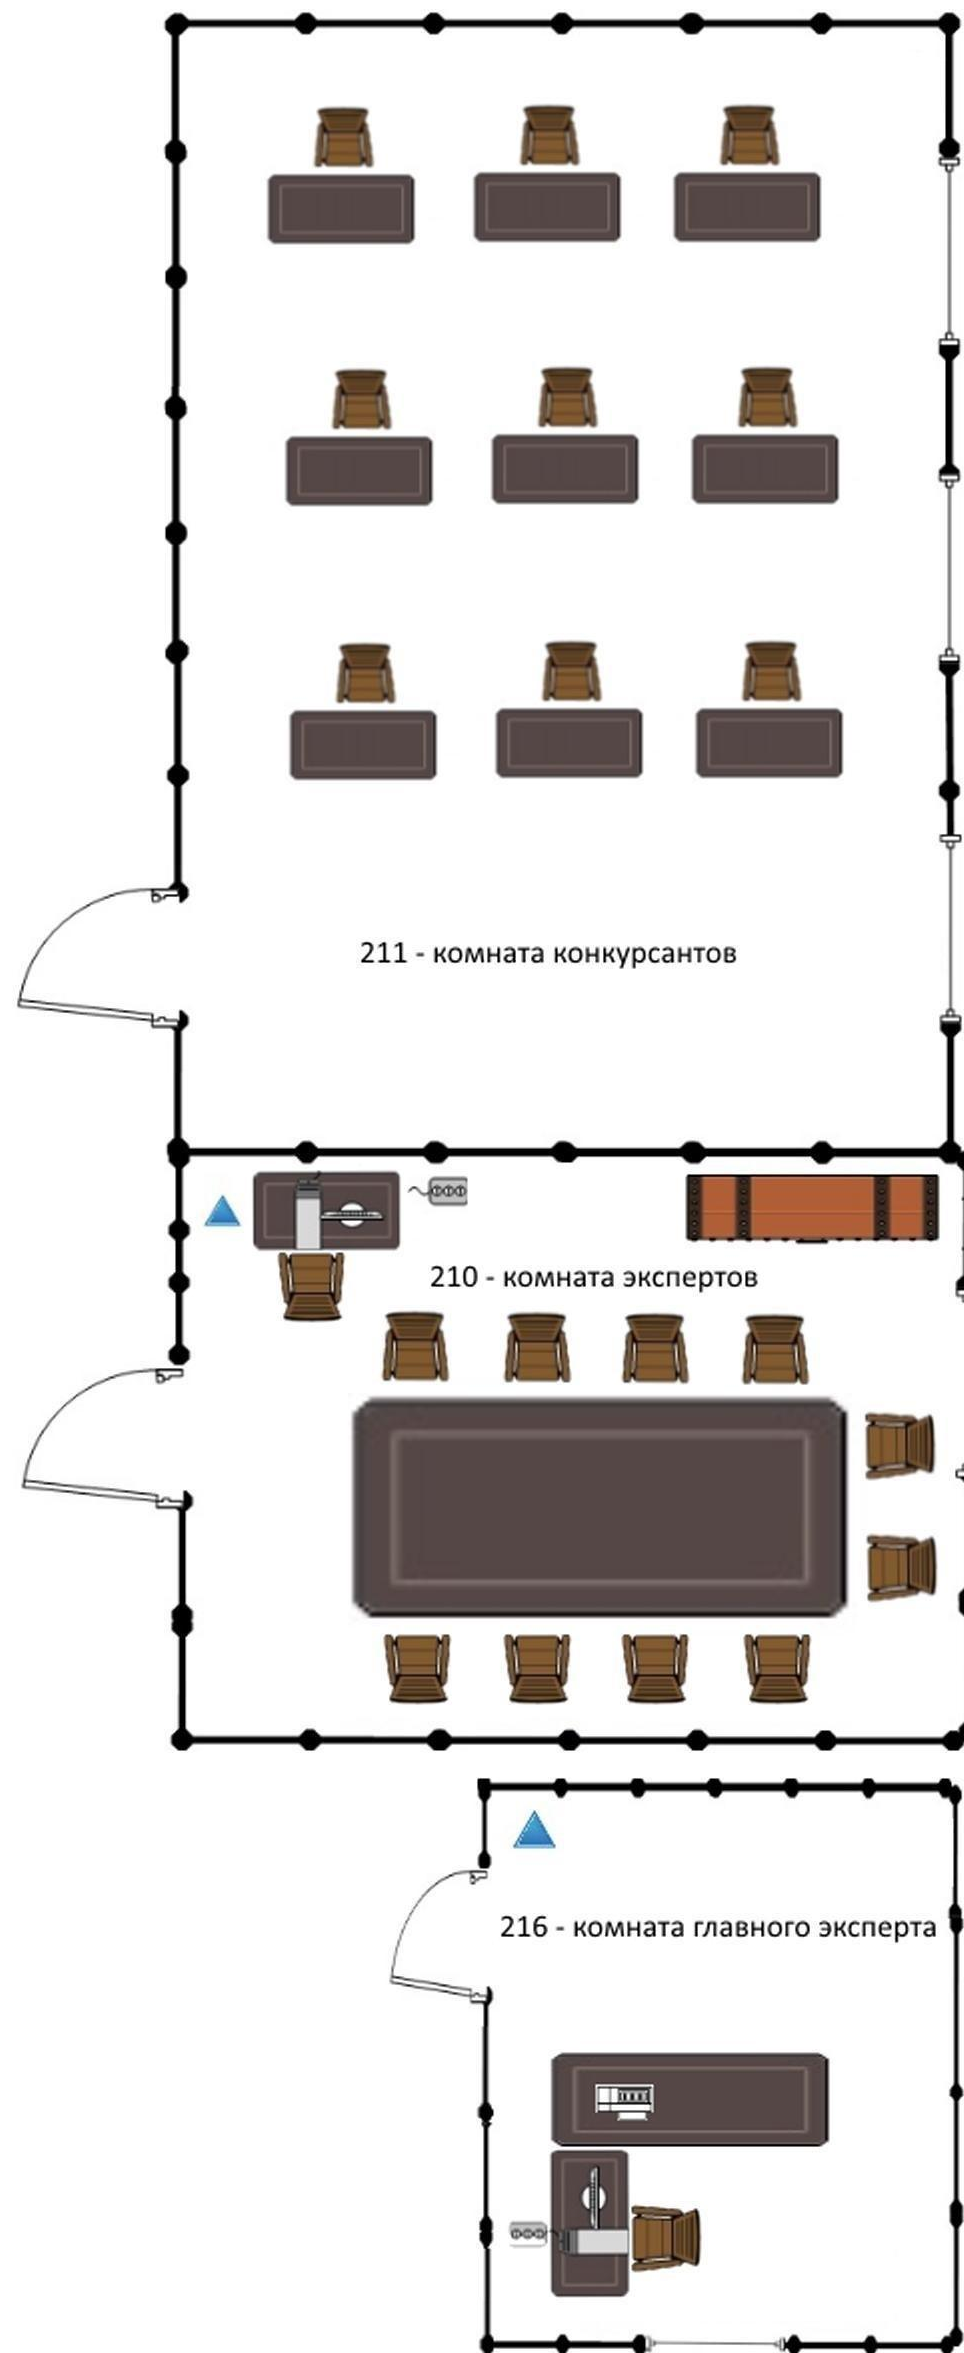 211 - комната конкурсантов
210 - комната экспертов
216 - комната главного эксперта